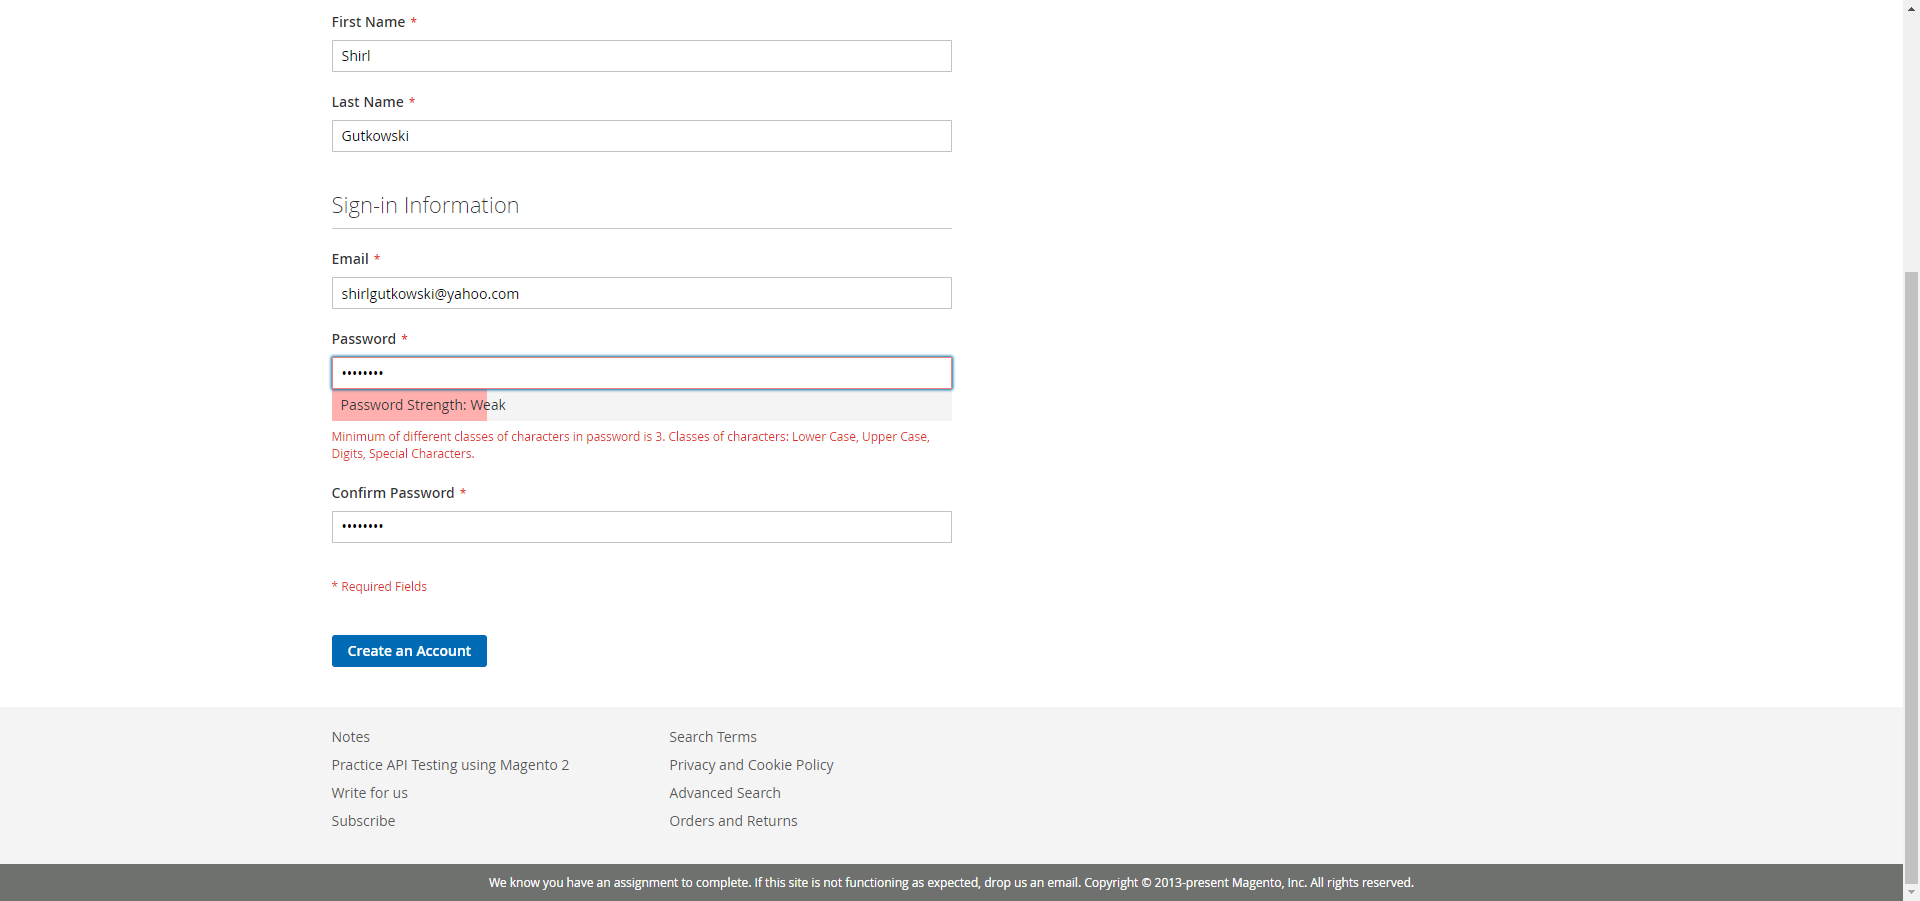 First Name *
Shirl
Last Name *
Gutkowski
Sign-in Information
Email *
shirlgutkowski@yahoo.com
Password *
••••••••
Password Strength: Weak
Minimum of different classes of characters in password is 3. Classes of characters: Lower Case, Upper Case,
Digits, Special Characters.
Confirm Password *
••••••••
* Required Fields
Create an Account
Notes
Practice API Testing using Magento 2
Write for us
Subscribe
Search Terms
Privacy and Cookie Policy
Advanced Search
Orders and Returns
We know you have an assignment to complete. If this site is not functioning as expected, drop us an email. Copyright © 2013-present Magento, Inc. All rights reserved.